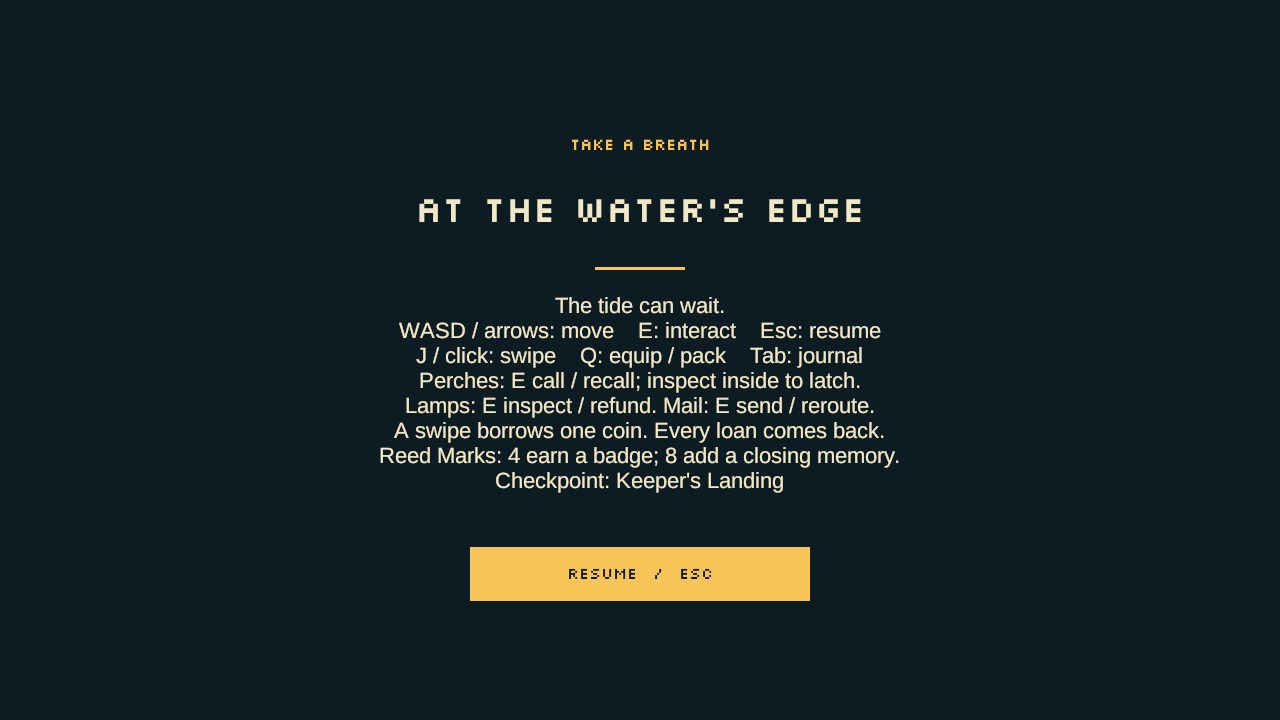 TAKE A BREATH
AT THE WATER'S EDGE
The tide can wait.
WASD / arrows: move    E: interact    Esc: resume
J / click: swipe    Q: equip / pack    Tab: journal
Perches: E call / recall; inspect inside to latch.
Lamps: E inspect / refund. Mail: E send / reroute.
A swipe borrows one coin. Every loan comes back.
Reed Marks: 4 earn a badge; 8 add a closing memory.
Checkpoint: Keeper's Landing
RESUME / ESC